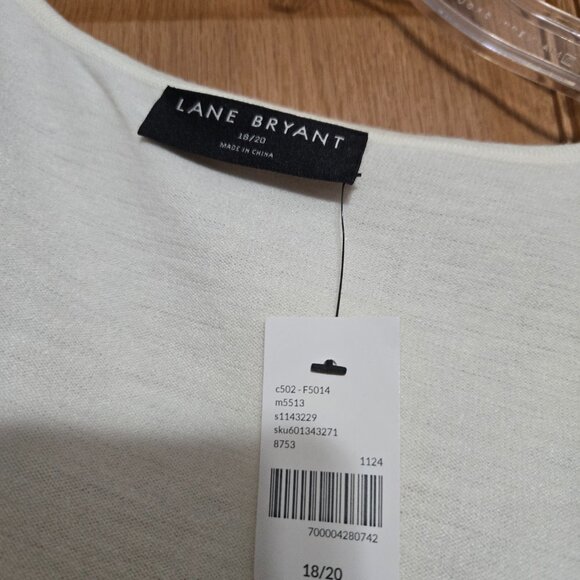 LANE BRYANT
18/20
MADE IN CHINA
c502 - F5014
m5513
s1143229
sku601343271
8753
1124
700004280742
18/20